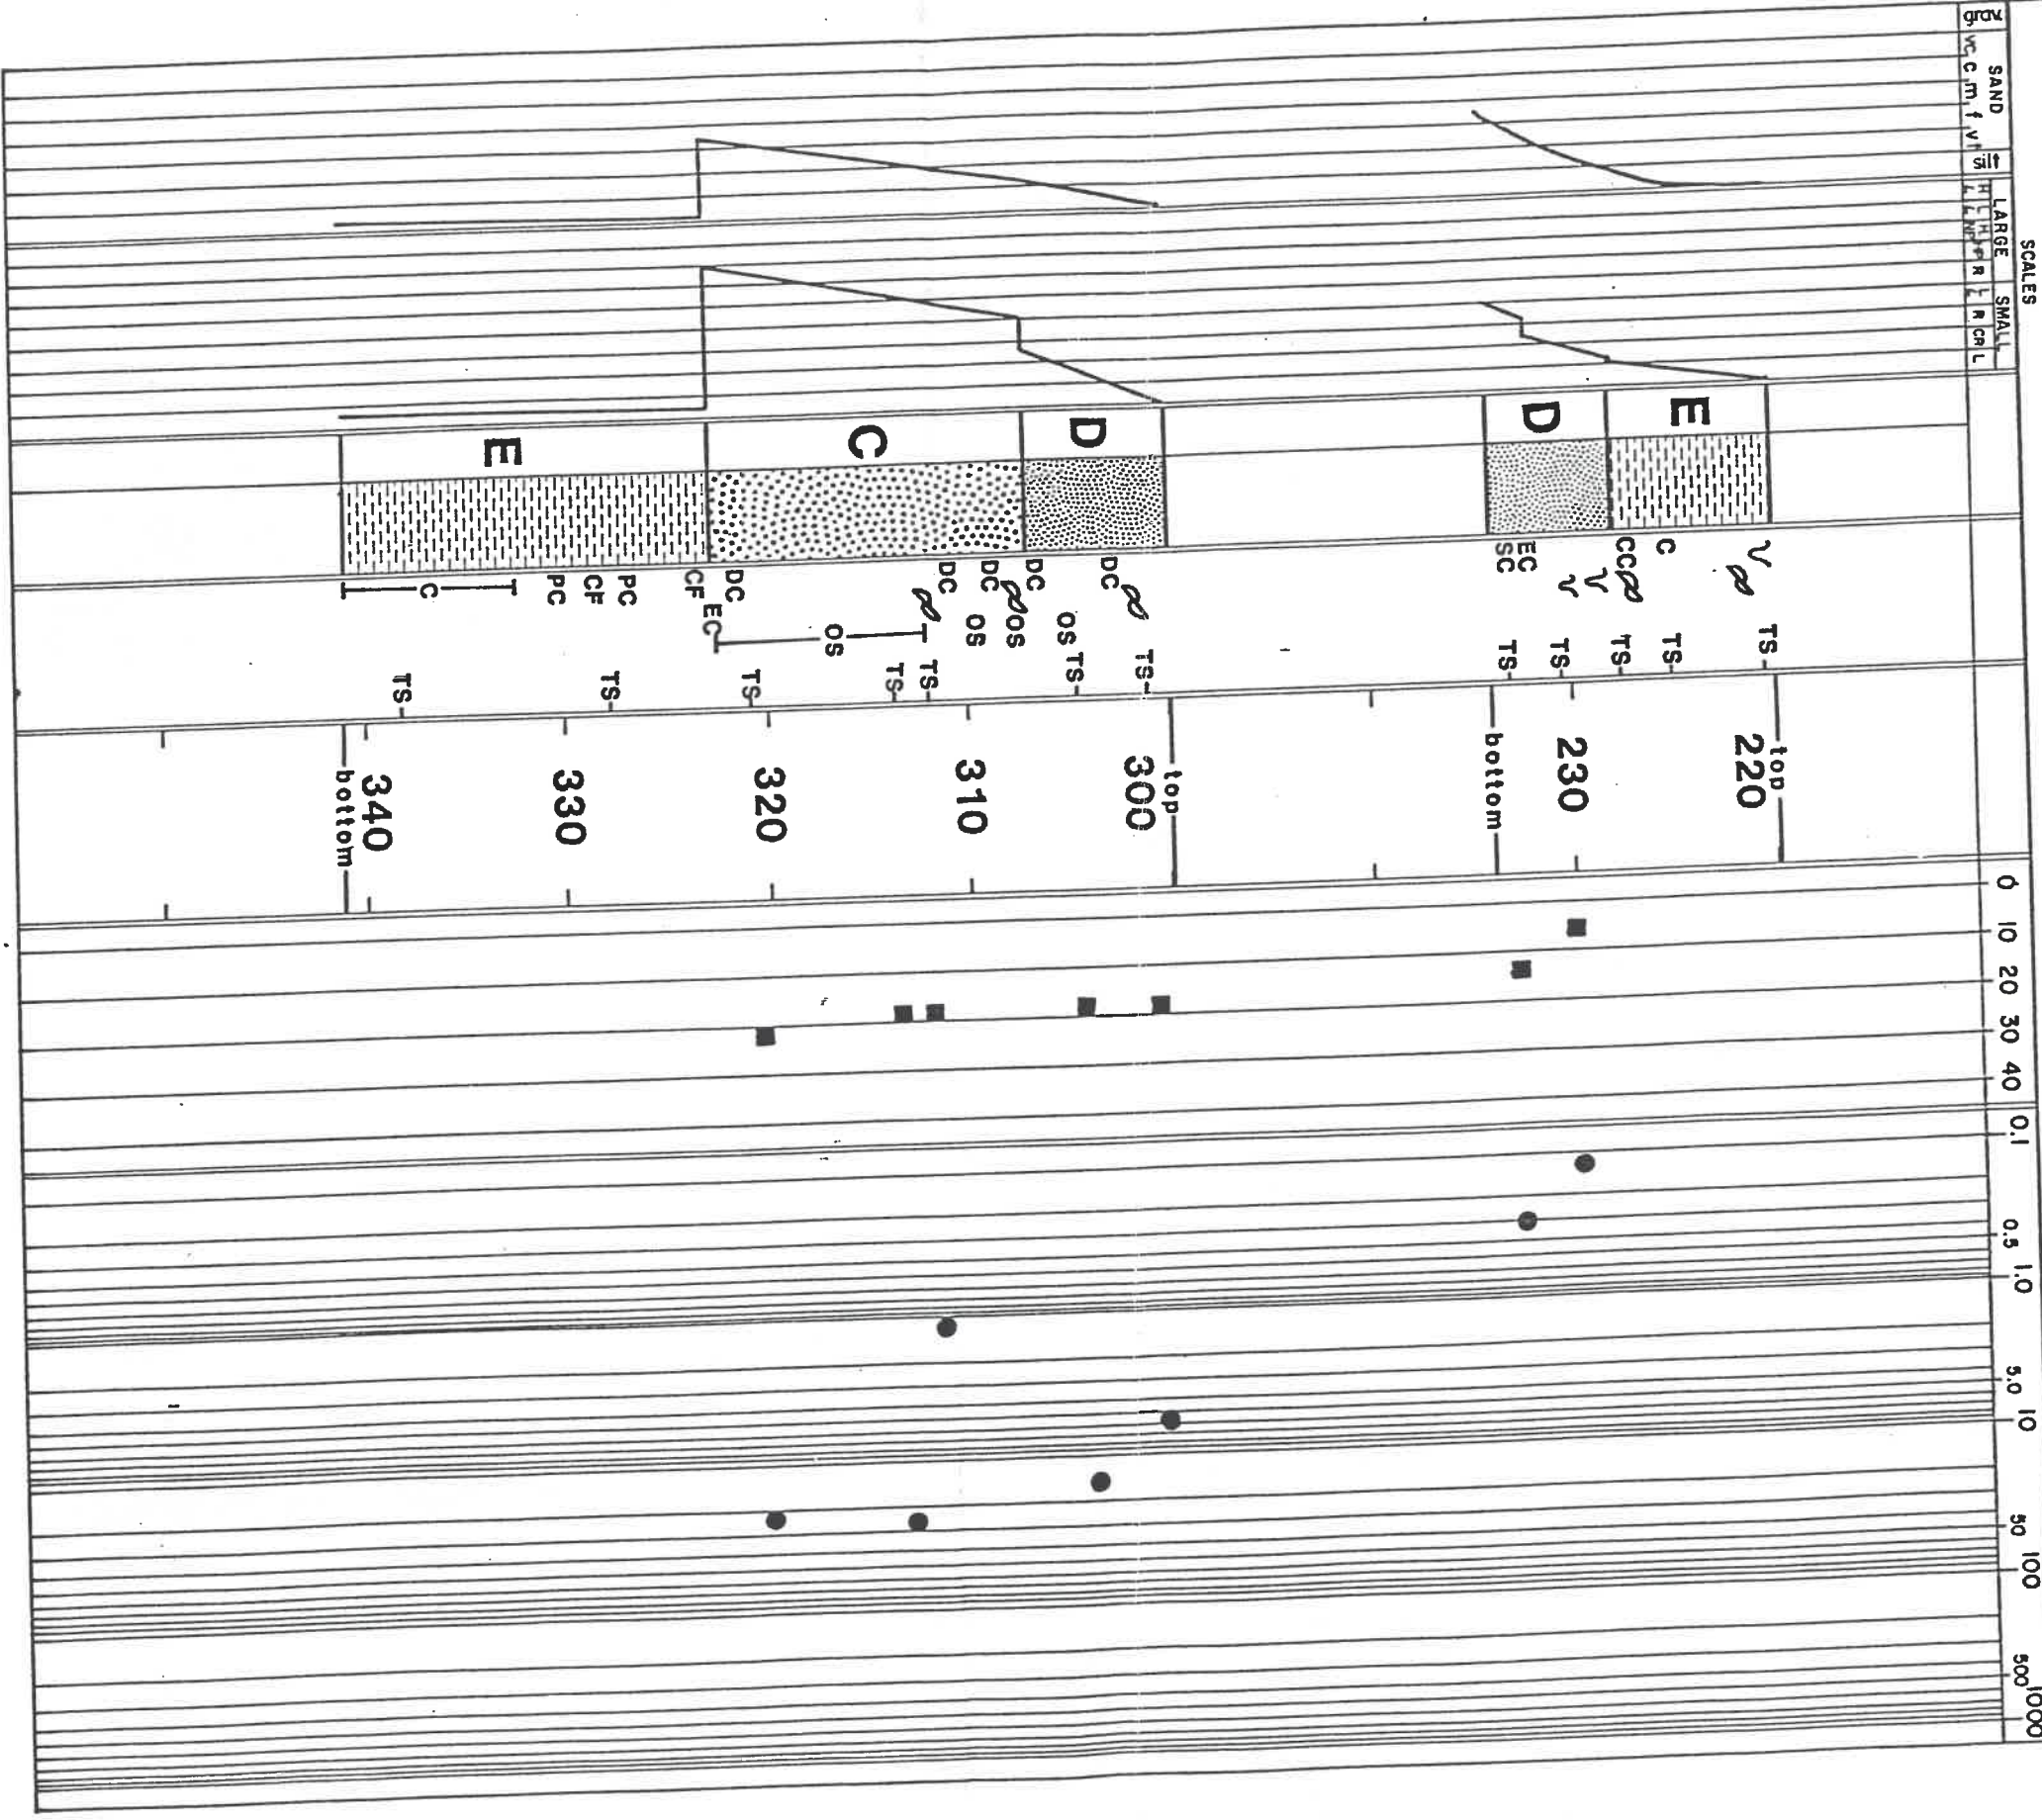 SCALES
SAND LARGE SMALL
vc c m f vf silt R L R CR L
E
D
D
C
E
C
CC
EC
SC
DC
DC
DC
DC
DC
EC
CF
PC
CF
PC
C
OS
OS
OS
OS
TS
TS
TS
TS
TS
TS
TS
TS
TS
TS
TS
TS
top
220
230
bottom
top
300
310
320
330
340
bottom
0 10 20 30 40
0.1 0.5 1.0 5.0 10 50 100 500 1000